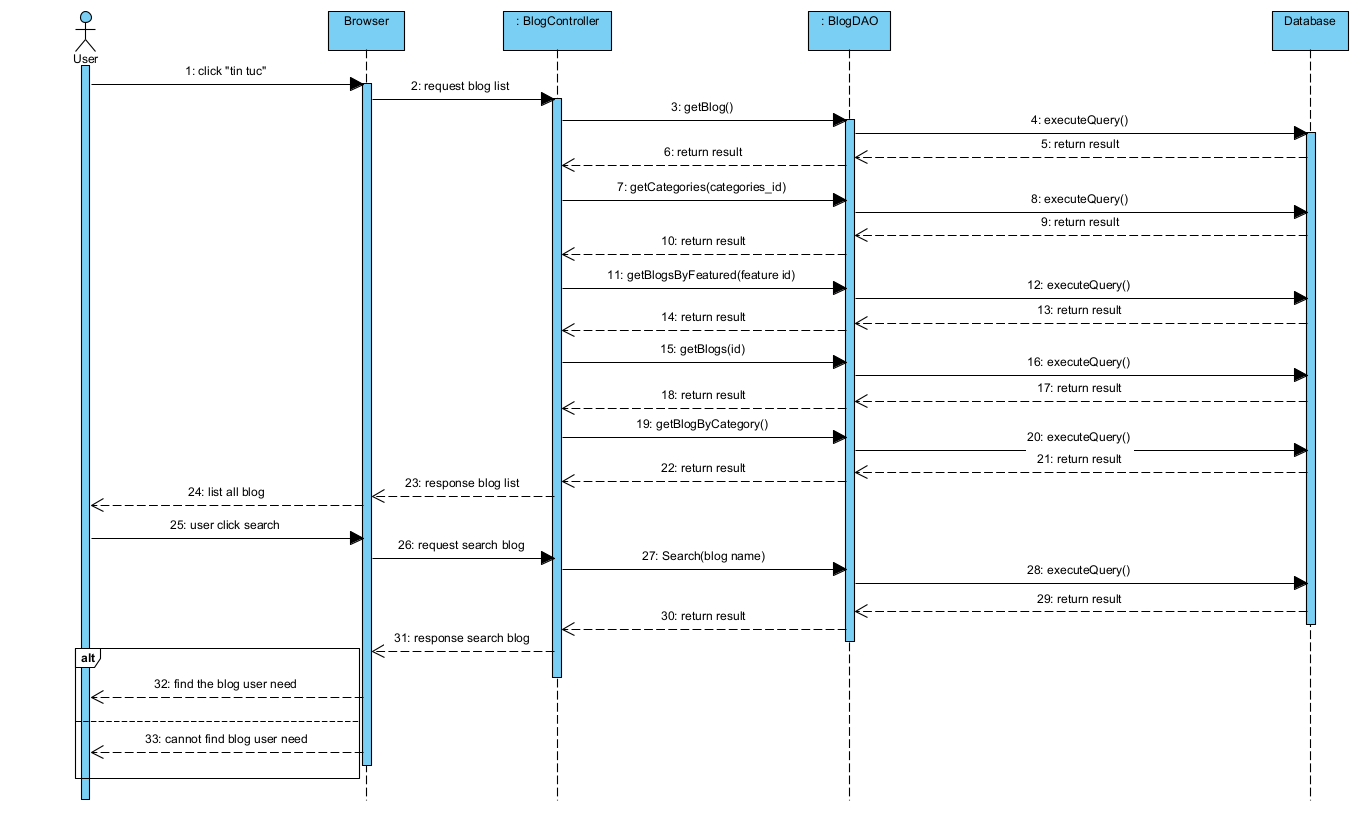 User
Browser
: BlogController
: BlogDAO
Database
1: click "tin tuc"
2: request blog list
3: getBlog()
4: executeQuery()
5: return result
6: return result
7: getCategories(categories_id)
8: executeQuery()
9: return result
10: return result
11: getBlogsByFeatured(feature id)
12: executeQuery()
13: return result
14: return result
15: getBlogs(id)
16: executeQuery()
17: return result
18: return result
19: getBlogByCategory()
20: executeQuery()
21: return result
22: return result
23: response blog list
24: list all blog
25: user click search
26: request search blog
27: Search(blog name)
28: executeQuery()
29: return result
30: return result
31: response search blog
alt
32: find the blog user need
33: cannot find blog user need